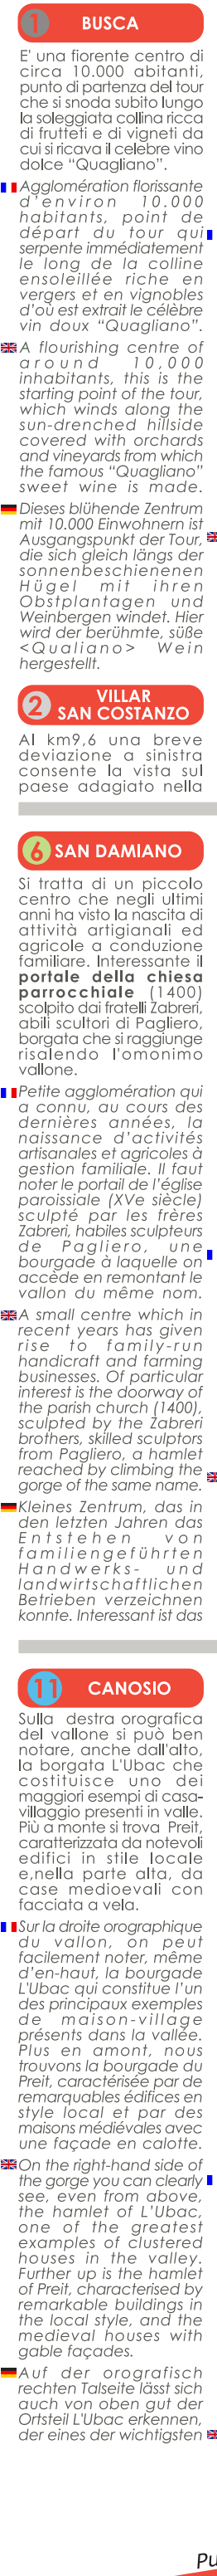 1 BUSCA
E' una fiorente centro di
circa 10.000 abitanti,
punto di partenza del tour
che si snoda subito lungo
la soleggiata collina ricca
di frutteti e di vigneti da
cui si ricava il celebre vino
dolce “Quagliano”.
Agglomération florissante
d’environ 10.000
habitants, point de
départ du tour qui
serpente immédiatement
le long de la colline
ensoleillée riche en
vergers et en vignobles
d'où est extrait le célèbre
vin doux “Quagliano”.
A flourishing centre of
around 10,000
inhabitants, this is the
starting point of the tour,
which winds along the
sun-drenched hillside
covered with orchards
and vineyards from which
the famous “Quagliano”
sweet wine is made.
Dieses blühende Zentrum
mit 10.000 Einwohnern ist
Ausgangspunkt der Tour,
die sich gleich längs der
sonnenbeschienenen
Hügel mit ihren
Obstplantagen und
Weinbergen windet. Hier
wird der berühmte, süße
<Qualiano> Wein
hergestellt.
2 VILLAR
SAN COSTANZO
Al km9,6 una breve
deviazione a sinistra
consente la vista sul
paese adagiato nella
6 SAN DAMIANO
Si tratta di un piccolo
centro che negli ultimi
anni ha visto la nascita di
attività artigianali ed
agricole a conduzione
familiare. Interessante il
portale della chiesa
parrocchiale (1400)
scolpito dai fratelli Zabreri,
abili scultori di Pagliero,
borgata che si raggiunge
risalendo l'omonimo
vallone.
Petite agglomération qui
a connu, au cours des
dernières années, la
naissance d’activités
artisanales et agricoles à
gestion familiale. Il faut
noter le portail de l’église
paroissiale (XVe siècle)
sculpté par les frères
Zabreri, habiles sculpteurs
de Pagliero, une
bourgade à laquelle on
accède en remontant le
vallon du même nom.
A small centre which in
recent years has given
rise to family-run
handicraft and farming
businesses. Of particular
interest is the doorway of
the parish church (1400),
sculpted by the Zabreri
brothers, skilled sculptors
from Pagliero, a hamlet
reached by climbing the
gorge of the same name.
Kleines Zentrum, das in
den letzten Jahren das
Entstehen von
familiengeführten
Handwerks- und
landwirtschaftlichen
Betrieben verzeichnen
konnte. Interessant ist das
11 CANOSIO
Sulla destra orografica
del vallone si può ben
notare, anche dall'alto,
la borgata L'Ubac che
costituisce uno dei
maggiori esempi di casa-
villaggio presenti in valle.
Più a monte si trova Preit,
caratterizzata da notevoli
edifici in stile locale
e,nella parte alta, da
case medioevali con
facciata a vela.
Sur la droite orographique
du vallon, on peut
facilement noter, même
d’en-haut, la bourgade
L'Ubac qui constitue l’un
des principaux exemples
de maison-village
présents dans la vallée.
Plus en amont, nous
trouvons la bourgade du
Preit, caractérisée par de
remarquables édifices en
style local et par des
maisons médiévales avec
une façade en calotte.
On the right-hand side of
the gorge you can clearly
see, even from above,
the hamlet of L’Ubac,
one of the greatest
examples of clustered
houses in the valley.
Further up is the hamlet
of Preit, characterised by
remarkable buildings in
the local style, and the
medieval houses with
gable façades.
Auf der orografisch
rechten Talseite lässt sich
auch von oben gut der
Ortsteil L'Ubac erkennen,
der eines der wichtigsten
Pu